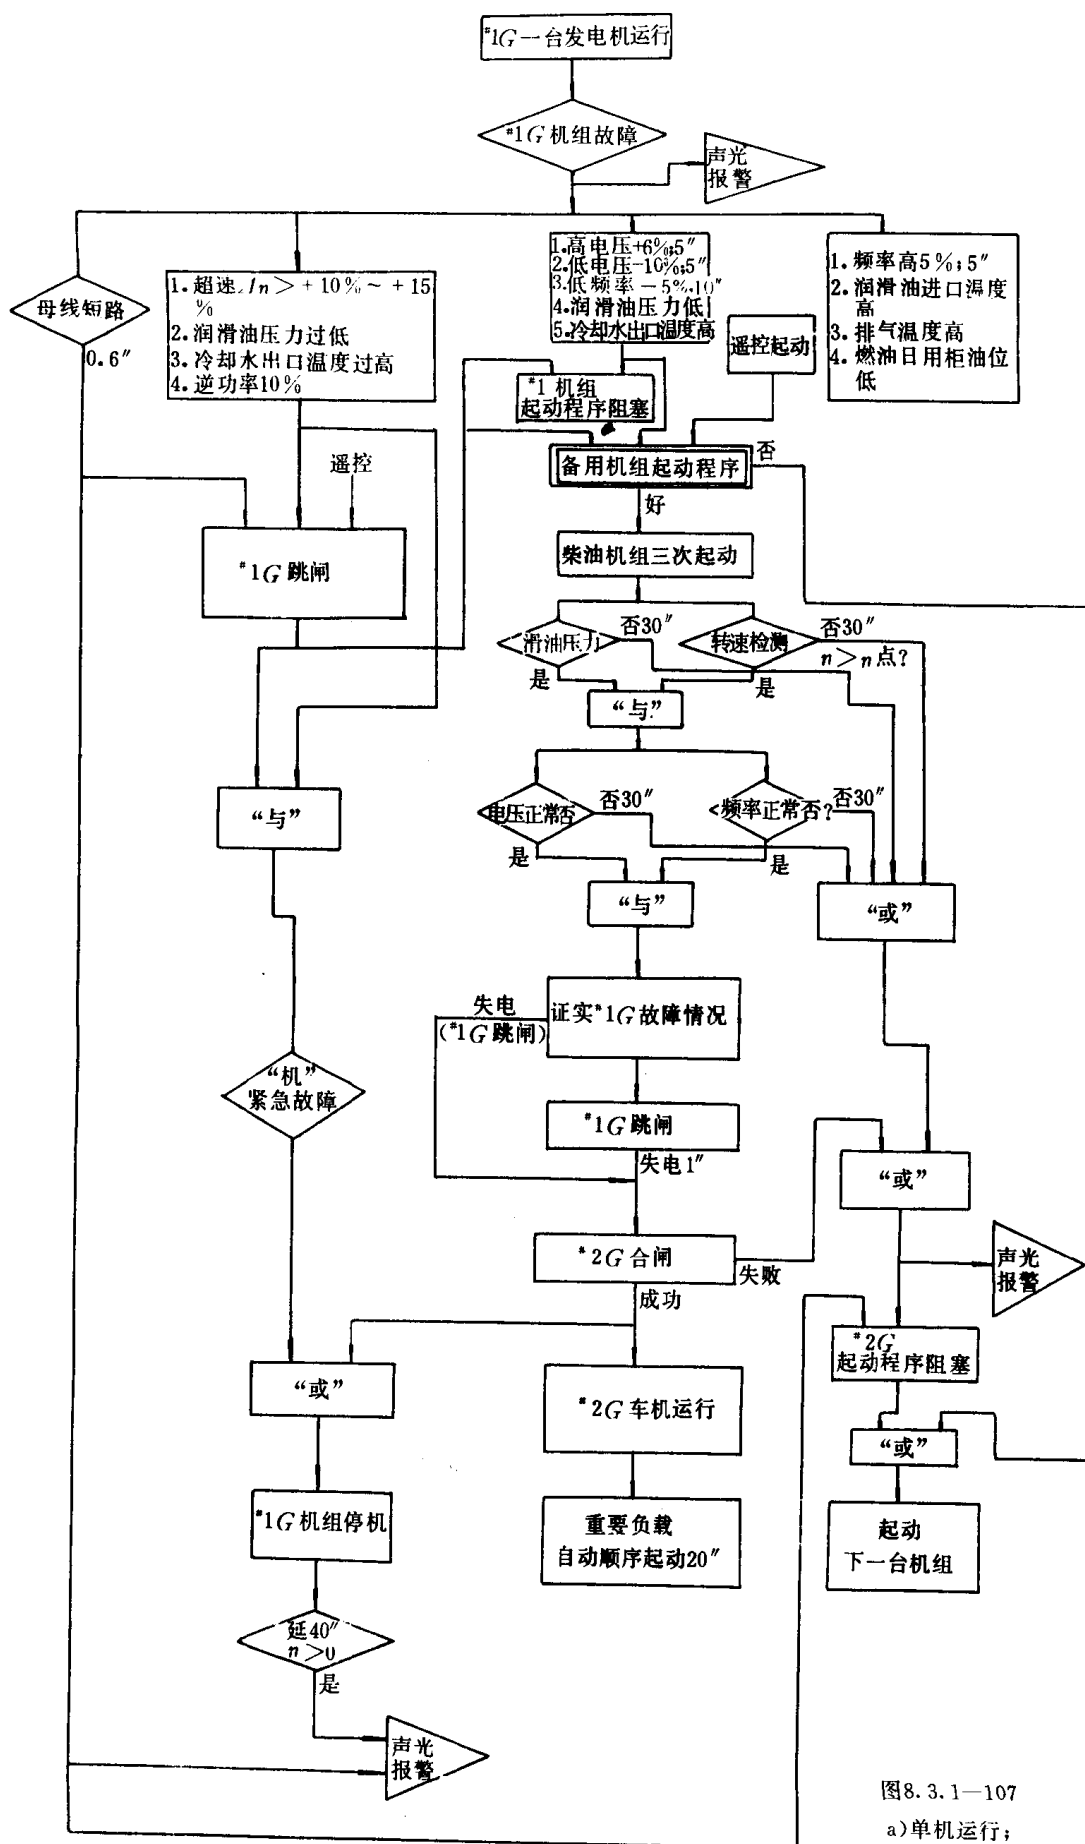 #1G一台发电机运行
#1G机组故障
声光
报警
母线短路
0.6″
1.超速⊿n>+10%~+15
%
2.润滑油压力过低
3.冷却水出口温度过高
4.逆功率10%
1.高电压+6%;5″
2.低电压-10%;5″
3.低频率-5%,10″
4.润滑油压力低
5.冷却水出口温度高
1.频率高5%;5″
2.润滑油进口温度
高
3.排气温度高
4.燃油日用柜油位
低
遥控起动
#1机组
起动程序阻塞
遥控
备用机组起动程序
否
好
#1G跳闸
柴油机组三次起动
滑油压力
否30″
转速检测
否30″
n>n点?
是
是
“与”
“与”
电压正常否
否30″
频率正常否?
否30″
是
是
“与”
“或”
失电
(#1G跳闸)
证实#1G故障情况
“机”
紧急故障
#1G跳闸
失电1″
“或”
#2G合闸
失败
成功
声光
报警
#2G
起动程序阻塞
“或”
#2G车机运行
“或”
#1G机组停机
重要负载
自动顺序起动20″
起动
下一台机组
延40″
n>0
是
声光
报警
图8.3.1—107
a)单机运行;